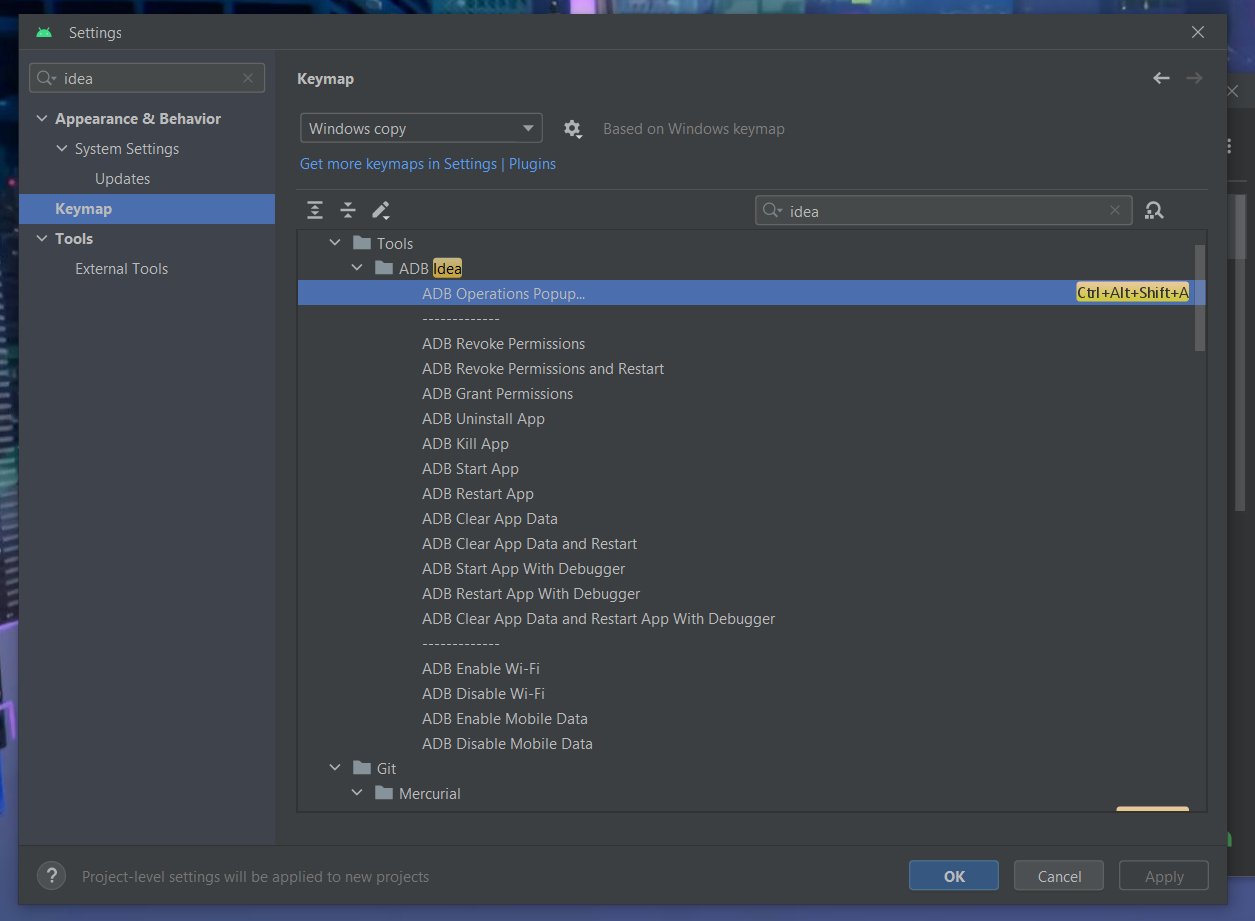 Settings
idea
Keymap
Appearance & Behavior
System Settings
Updates
Keymap
Tools
External Tools
Windows copy
Based on Windows keymap
Get more keymaps in Settings | Plugins
idea
Tools
ADB Idea
ADB Operations Popup...
Ctrl+Alt+Shift+A
-------------
ADB Revoke Permissions
ADB Revoke Permissions and Restart
ADB Grant Permissions
ADB Uninstall App
ADB Kill App
ADB Start App
ADB Restart App
ADB Clear App Data
ADB Clear App Data and Restart
ADB Start App With Debugger
ADB Restart App With Debugger
ADB Clear App Data and Restart App With Debugger
-------------
ADB Enable Wi-Fi
ADB Disable Wi-Fi
ADB Enable Mobile Data
ADB Disable Mobile Data
Git
Mercurial
?
Project-level settings will be applied to new projects
OK
Cancel
Apply